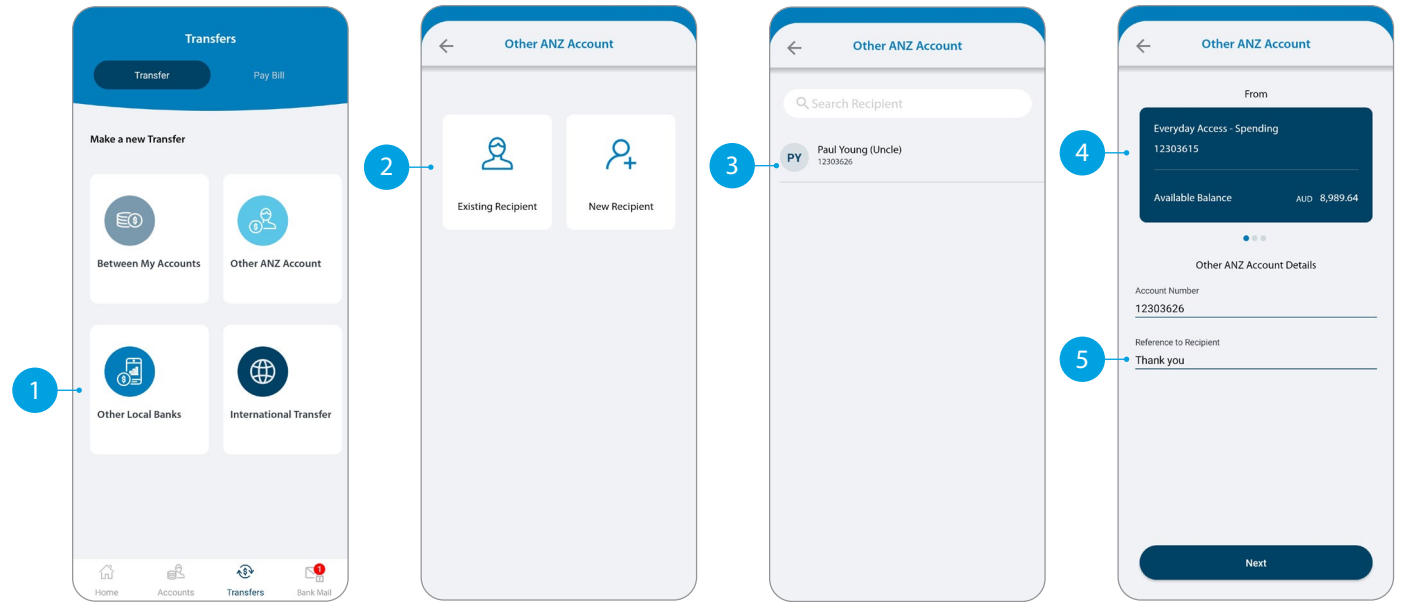 Transfers
Transfer Pay Bill
Make a new Transfer
Between My Accounts Other ANZ Account
1
Other Local Banks International Transfer
Home Accounts Transfers 1 Bank Mail
Other ANZ Account
2
Existing Recipient New Recipient
Other ANZ Account
Search Recipient
3
PY Paul Young (Uncle)
12303626
Other ANZ Account
From
4
Everyday Access - Spending
12303615
Available Balance AUD 8,989.64
Other ANZ Account Details
Account Number
12303626
5
Reference to Recipient
Thank you
Next